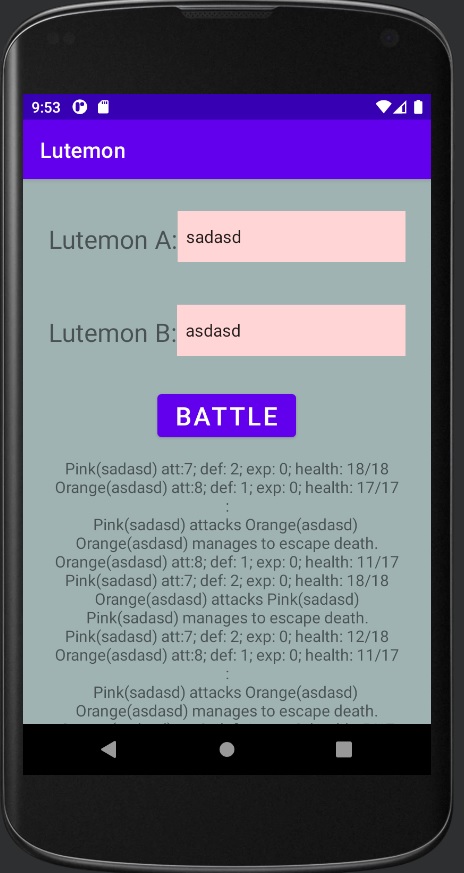 9:53
Lutemon
Lutemon A: sadasd
Lutemon B: asdasd
BATTLE
Pink(sadasd) att:7; def: 2; exp: 0; health: 18/18
Orange(asdasd) att:8; def: 1; exp: 0; health: 17/17
:
Pink(sadasd) attacks Orange(asdasd)
Orange(asdasd) manages to escape death.
Orange(asdasd) att:8; def: 1; exp: 0; health: 11/17
Pink(sadasd) att:7; def: 2; exp: 0; health: 18/18
Orange(asdasd) attacks Pink(sadasd)
Pink(sadasd) manages to escape death.
Pink(sadasd) att:7; def: 2; exp: 0; health: 12/18
Orange(asdasd) att:8; def: 1; exp: 0; health: 11/17
:
Pink(sadasd) attacks Orange(asdasd)
Orange(asdasd) manages to escape death.